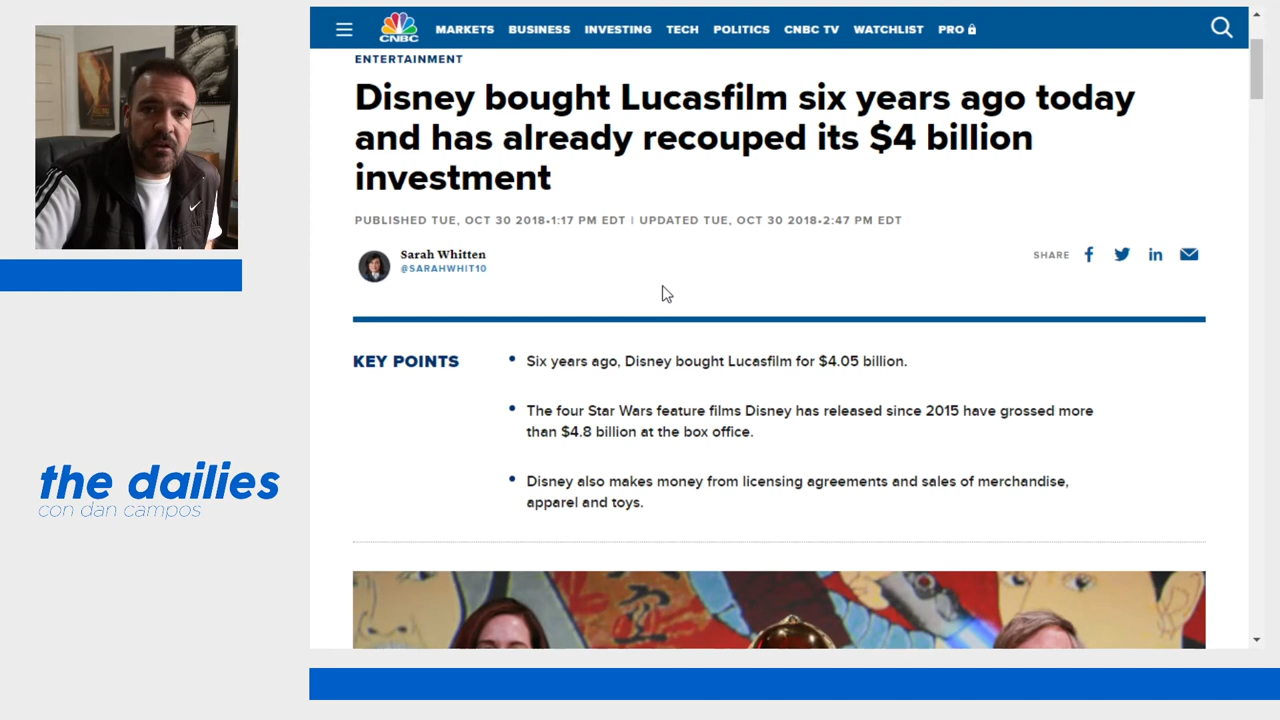 CNBC
MARKETS BUSINESS INVESTING TECH POLITICS CNBC TV WATCHLIST PRO
ENTERTAINMENT
Disney bought Lucasfilm six years ago today
and has already recouped its $4 billion
investment
PUBLISHED TUE, OCT 30 2018•1:17 PM EDT | UPDATED TUE, OCT 30 2018•2:47 PM EDT
Sarah Whitten
@SARAHWHIT10
SHARE
KEY POINTS
• Six years ago, Disney bought Lucasfilm for $4.05 billion.
• The four Star Wars feature films Disney has released since 2015 have grossed more
than $4.8 billion at the box office.
• Disney also makes money from licensing agreements and sales of merchandise,
apparel and toys.
the dailies
con dan campos